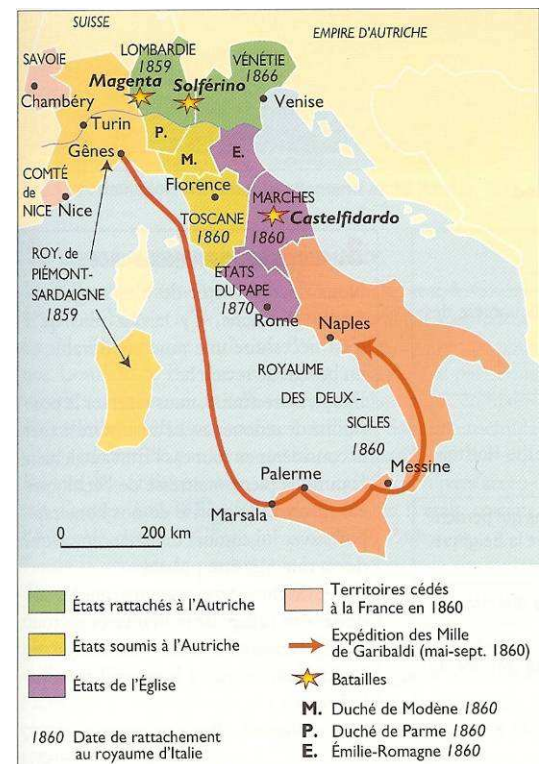 SUISSE
EMPIRE D'AUTRICHE
LOMBARDIE
1859
VÉNÉTIE
1866
SAVOIE
Magenta
Solférino
Chambéry
Venise
Turin
P.
Gênes
M.
E.
COMTÉ
de
NICE
Nice
Florence
TOSCANE
1860
MARCHES
Castelfidardo
1860
ROY. de
PIÉMONT-
SARDAIGNE
1859
ÉTATS
DU PAPE
1870
Rome
Naples
ROYAUME
DES DEUX-
SICILES
1860
Palerme
Messine
Marsala
0 200 km
États rattachés à l'Autriche
États soumis à l'Autriche
États de l'Église
1860 Date de rattachement
au royaume d'Italie
Territoires cédés
à la France en 1860
Expédition des Mille
de Garibaldi (mai-sept. 1860)
Batailles
M. Duché de Modène 1860
P. Duché de Parme 1860
E. Émilie-Romagne 1860